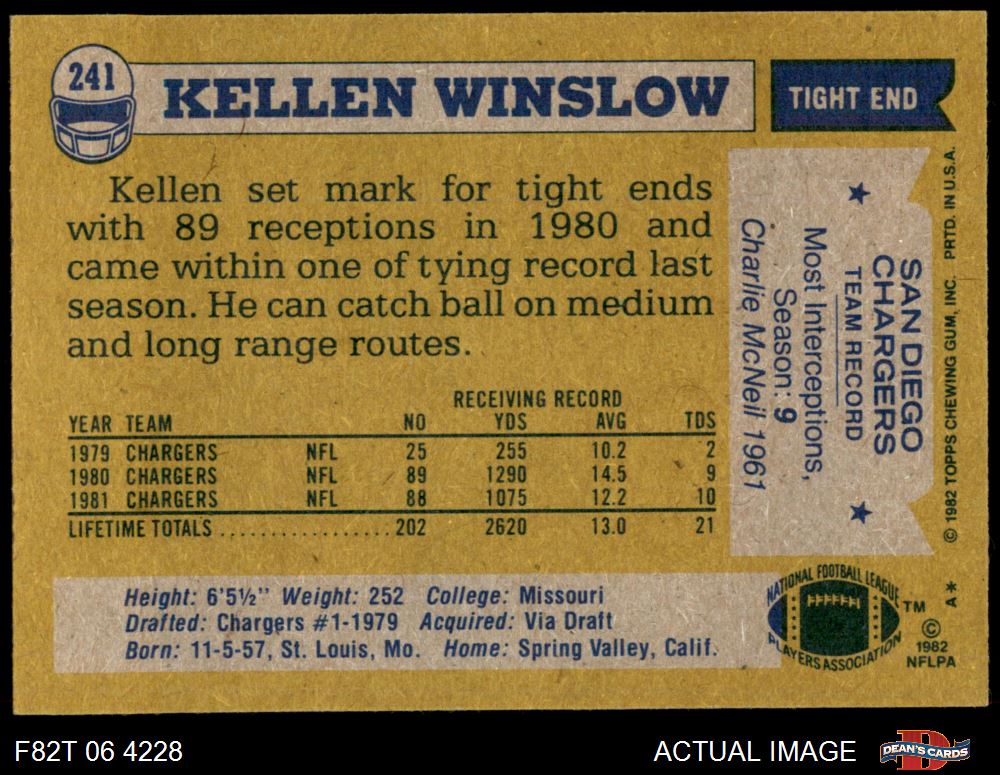 241
KELLEN WINSLOW
TIGHT END
Kellen set mark for tight ends
with 89 receptions in 1980 and
came within one of tying record last
season. He can catch ball on medium
and long range routes.
RECEIVING RECORD
YEAR TEAM NO YDS AVG TDS
1979 CHARGERS NFL 25 255 10.2 2
1980 CHARGERS NFL 89 1290 14.5 9
1981 CHARGERS NFL 88 1075 12.2 10
LIFETIME TOTALS ................. 202 2620 13.0 21
SAN DIEGO
CHARGERS
TEAM RECORD
Most Interceptions,
Season: 9
Charlie McNeil 1961
© 1982 TOPPS CHEWING GUM, INC. PRTD. IN U.S.A.
Height: 6'5½" Weight: 252 College: Missouri
Drafted: Chargers #1-1979 Acquired: Via Draft
Born: 11-5-57, St. Louis, Mo. Home: Spring Valley, Calif.
NATIONAL FOOTBALL LEAGUE
PLAYERS ASSOCIATION
TM
A*
©
1982
NFLPA
F82T 06 4228
ACTUAL IMAGE
D
DEAN'S CARDS